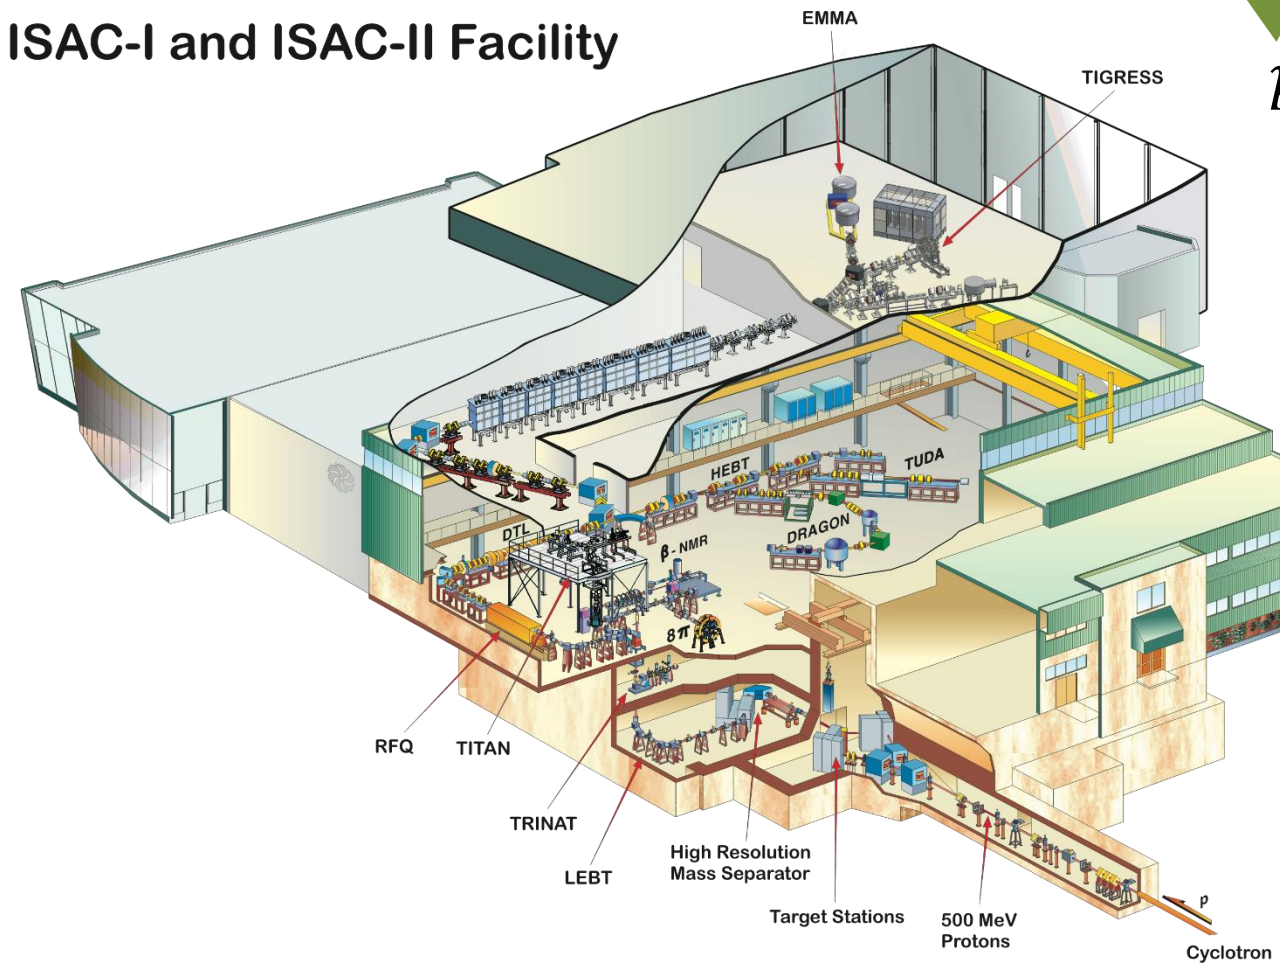 ISAC-I and ISAC-II Facility
EMMA
TIGRESS
HEBT
TUDA
DTL
DRAGON
β-NMR
8π
RFQ
TITAN
TRINAT
LEBT
High Resolution
Mass Separator
Target Stations
500 MeV
Protons
p
Cyclotron